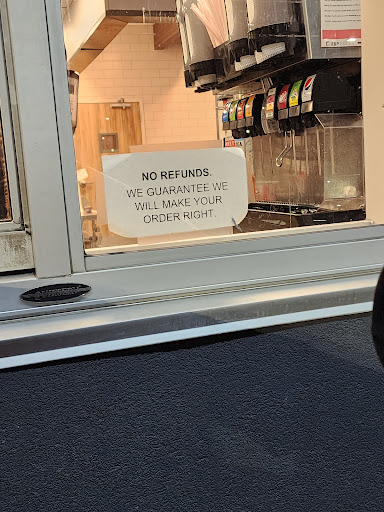 NO REFUNDS.
WE GUARANTEE WE
WILL MAKE YOUR
ORDER RIGHT.